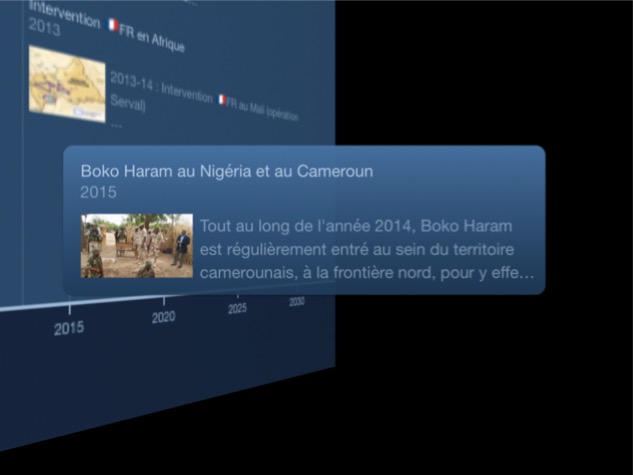 Intervention 🇫🇷FR en Afrique
2013
2013-14 : Intervention 🇫🇷FR au Mali (opération
Serval)
...
Boko Haram au Nigéria et au Cameroun
2015
Tout au long de l'année 2014, Boko Haram
est régulièrement entré au sein du territoire
camerounais, à la frontière nord, pour y effe…
2015
2020
2025
2030